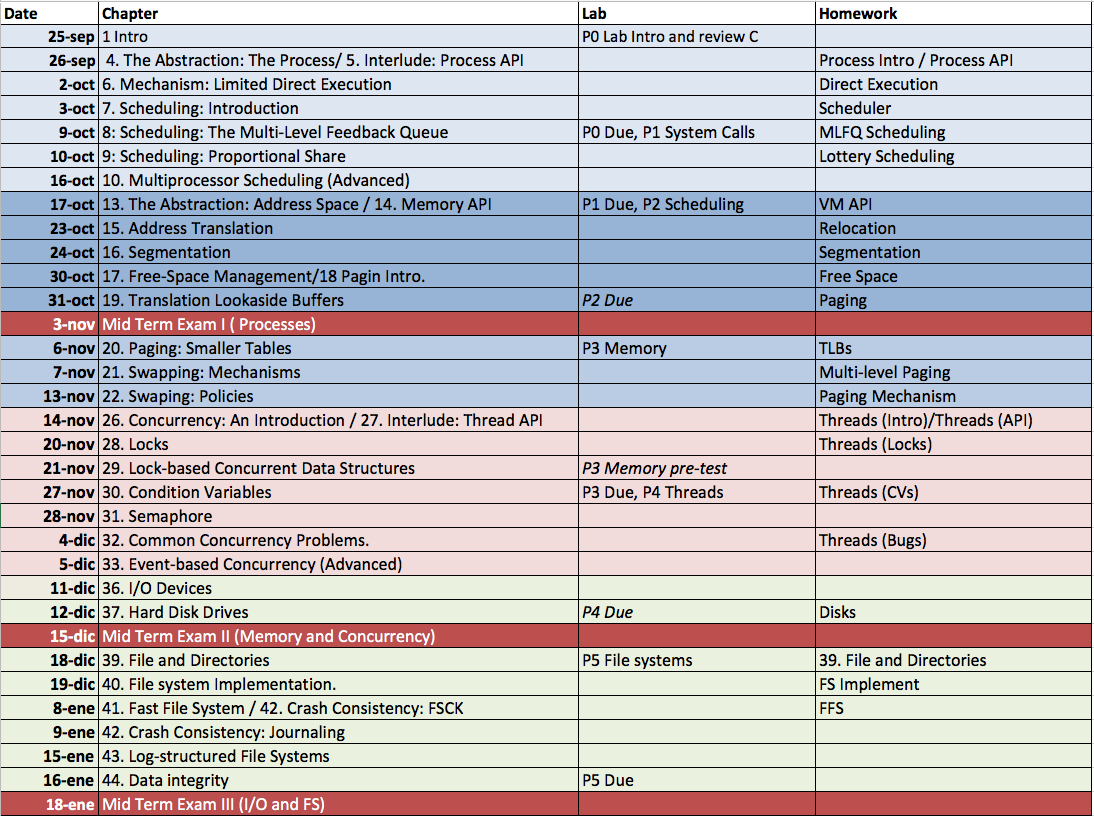 Date Chapter Lab Homework
25-sep 1 Intro P0 Lab Intro and review C
26-sep 4. The Abstraction: The Process/ 5. Interlude: Process API Process Intro / Process API
2-oct 6. Mechanism: Limited Direct Execution Direct Execution
3-oct 7. Scheduling: Introduction Scheduler
9-oct 8: Scheduling: The Multi-Level Feedback Queue P0 Due, P1 System Calls MLFQ Scheduling
10-oct 9: Scheduling: Proportional Share Lottery Scheduling
16-oct 10. Multiprocessor Scheduling (Advanced)
17-oct 13. The Abstraction: Address Space / 14. Memory API P1 Due, P2 Scheduling VM API
23-oct 15. Address Translation Relocation
24-oct 16. Segmentation Segmentation
30-oct 17. Free-Space Management/18 Pagin Intro. Free Space
31-oct 19. Translation Lookaside Buffers P2 Due Paging
3-nov Mid Term Exam I ( Processes)
6-nov 20. Paging: Smaller Tables P3 Memory TLBs
7-nov 21. Swapping: Mechanisms Multi-level Paging
13-nov 22. Swaping: Policies Paging Mechanism
14-nov 26. Concurrency: An Introduction / 27. Interlude: Thread API Threads (Intro)/Threads (API)
20-nov 28. Locks Threads (Locks)
21-nov 29. Lock-based Concurrent Data Structures P3 Memory pre-test
27-nov 30. Condition Variables P3 Due, P4 Threads Threads (CVs)
28-nov 31. Semaphore
4-dic 32. Common Concurrency Problems. Threads (Bugs)
5-dic 33. Event-based Concurrency (Advanced)
11-dic 36. I/O Devices
12-dic 37. Hard Disk Drives P4 Due Disks
15-dic Mid Term Exam II (Memory and Concurrency)
18-dic 39. File and Directories P5 File systems 39. File and Directories
19-dic 40. File system Implementation. FS Implement
8-ene 41. Fast File System / 42. Crash Consistency: FSCK FFS
9-ene 42. Crash Consistency: Journaling
15-ene 43. Log-structured File Systems
16-ene 44. Data integrity P5 Due
18-ene Mid Term Exam III (I/O and FS)